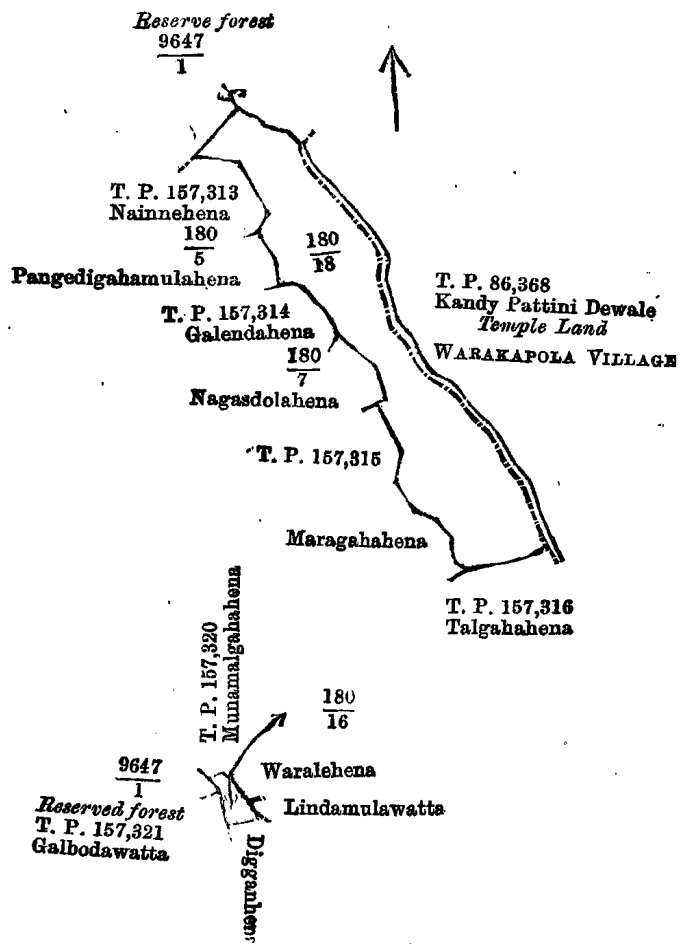 Reserve forest
9647
1
T. P. 157,313
Nainnehena
180
5
Pangedigahamulahena
180
18
T. P. 157,314
Galendahena
180
7
Nagasdolahena
T. P. 86,368
Kandy Pattini Dewale
Temple Land
WARAKAPOLA VILLAGE
T. P. 157,315
Maragahahena
T. P. 157,316
Talgahahena
T. P. 157,320
Munamalgahahena
180
16
9647
1
Reserved forest
T. P. 157,321
Galbodawatta
Waralehena
Lindamulawatta